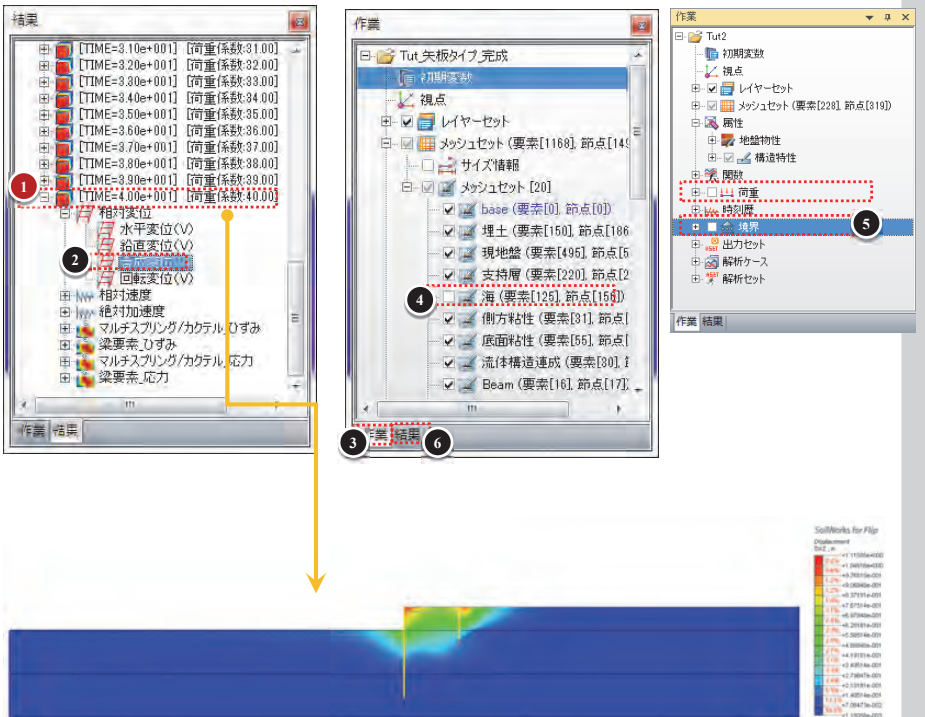 結果
[TIME=3.10e+001] [荷重係数:31.00]
[TIME=3.20e+001] [荷重係数:32.00]
[TIME=3.30e+001] [荷重係数:33.00]
[TIME=3.40e+001] [荷重係数:34.00]
[TIME=3.50e+001] [荷重係数:35.00]
[TIME=3.60e+001] [荷重係数:36.00]
[TIME=3.70e+001] [荷重係数:37.00]
[TIME=3.80e+001] [荷重係数:38.00]
[TIME=3.90e+001] [荷重係数:39.00]
1
[TIME=4.00e+001] [荷重係数:40.00]
相対変位
水平変位(V)
鉛直変位(V)
2
回転変位(V)
相対速度
絶対加速度
マルチスプリング/カクテル_ひずみ
梁要素_ひずみ
マルチスプリング/カクテル_応力
梁要素_応力
作業 結果
作業
Tut_矢板タイプ_完成
初期変数
視点
レイヤーセット
メッシュセット (要素[1168], 節点[14
サイズ情報
メッシュセット [20]
base (要素[0], 節点[0])
埋土 (要素[150], 節点[186
現地盤 (要素[495], 節点[5
支持層 (要素[220], 節点[2
4
海 (要素[125], 節点[156])
側方粘性 (要素[31], 節点[
底面粘性 (要素[55], 節点[
流体構造連成 (要素[30],
Beam (要素[16], 節点[17])
3 作業 結果 6
作業
Tut2
初期変数
視点
レイヤーセット
メッシュセット (要素[228], 節点[319])
属性
地盤物性
構造特性
関数
荷重
時刻歴
境界
5
出力セット
解析ケース
解析セット
作業 結果
SoilWorks for Flip
Displacement